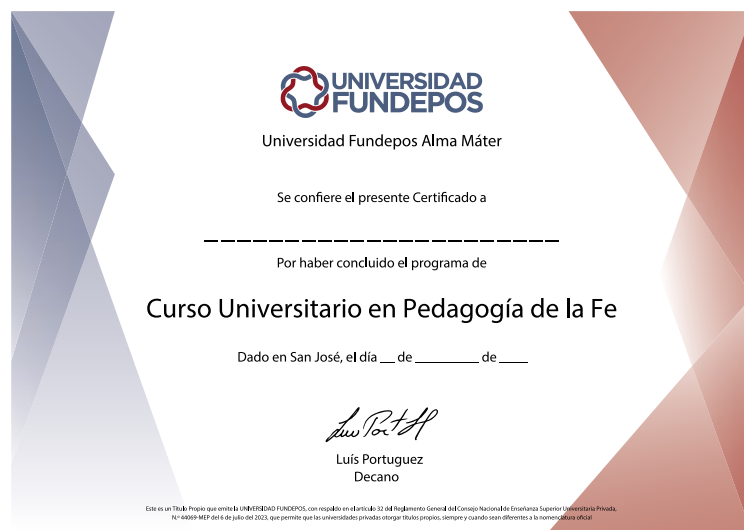 UNIVERSIDAD
FUNDEPOS
Universidad Fundepos Alma Máter
Se confiere el presente Certificado a
_______________________
Por haber concluido el programa de
Curso Universitario en Pedagogía de la Fe
Dado en San José, el día __ de _________ de ____
Luís Portuguez
Decano
Este es un Título Propio que emite la UNIVERSIDAD FUNDEPOS, con respaldo en el artículo 32 del Reglamento General del Consejo Nacional de Enseñanza Superior Universitaria Privada,
N.º 44069-MEP del 6 de julio del 2023, que permite que las universidades privadas otorgar títulos propios, siempre y cuando sean diferentes a la nomenclatura oficial